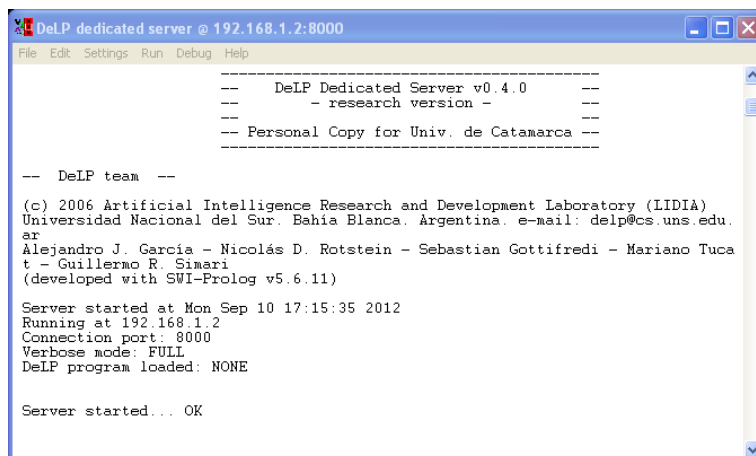 DeLP dedicated server @ 192.168.1.2:8000
File Edit Settings Run Debug Help
------------------------------------------
-- DeLP Dedicated Server v0.4.0 --
-- - research version - --
-- --
-- Personal Copy for Univ. de Catamarca --
------------------------------------------
-- DeLP team --
(c) 2006 Artificial Intelligence Research and Development Laboratory (LIDIA)
Universidad Nacional del Sur. Bahía Blanca. Argentina. e-mail: delp@cs.uns.edu.
ar
Alejandro J. García - Nicolás D. Rotstein - Sebastian Gottifredi - Mariano Tuca
t - Guillermo R. Simari
(developed with SWI-Prolog v5.6.11)
Server started at Mon Sep 10 17:15:35 2012
Running at 192.168.1.2
Connection port: 8000
Verbose mode: FULL
DeLP program loaded: NONE
Server started... OK